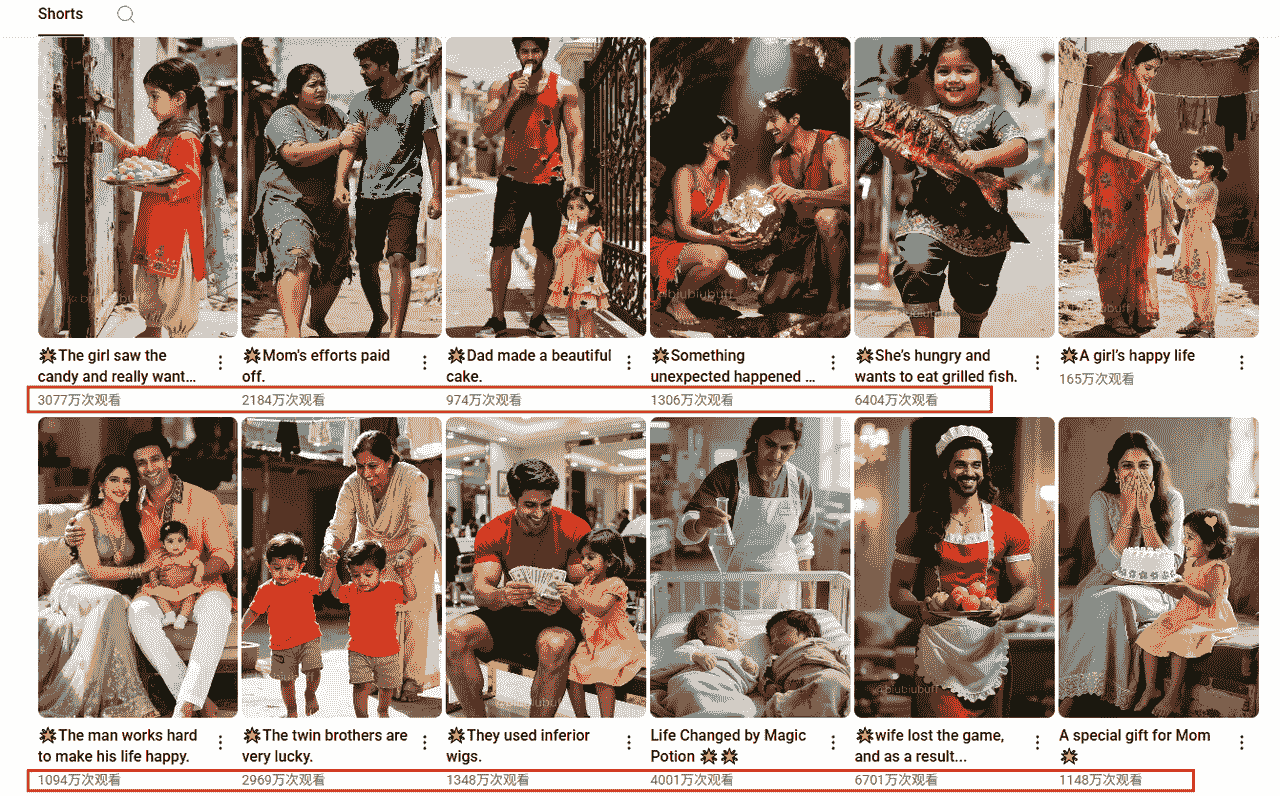 Shorts
@biubiubuff
@biubiubuff
@biubiubuff
💥The girl saw the
candy and really want...
💥Mom's efforts paid
off.
💥Dad made a beautiful
cake.
💥Something
unexpected happened ...
💥She's hungry and
wants to eat grilled fish.
💥A girl's happy life
3077万次观看
2184万次观看
974万次观看
1306万次观看
6404万次观看
165万次观看
@biubiubuff
💥The man works hard
to make his life happy.
💥The twin brothers are
very lucky.
💥They used inferior
wigs.
Life Changed by Magic
Potion 💥 💥
💥wife lost the game,
and as a result...
A special gift for Mom
💥
1094万次观看
2969万次观看
1348万次观看
4001万次观看
6701万次观看
1148万次观看